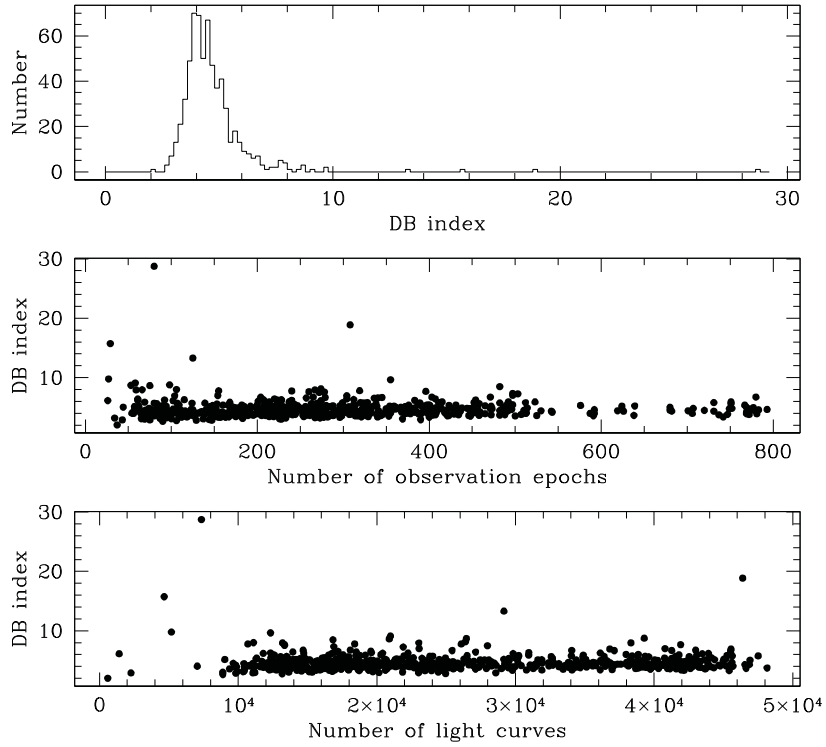 Number
60
40
20
0
0 10 20 30
DB index
DB index
30
20
10
0 200 400 600 800
Number of observation epochs
DB index
30
20
10
0 10⁴ 2×10⁴ 3×10⁴ 4×10⁴ 5×10⁴
Number of light curves